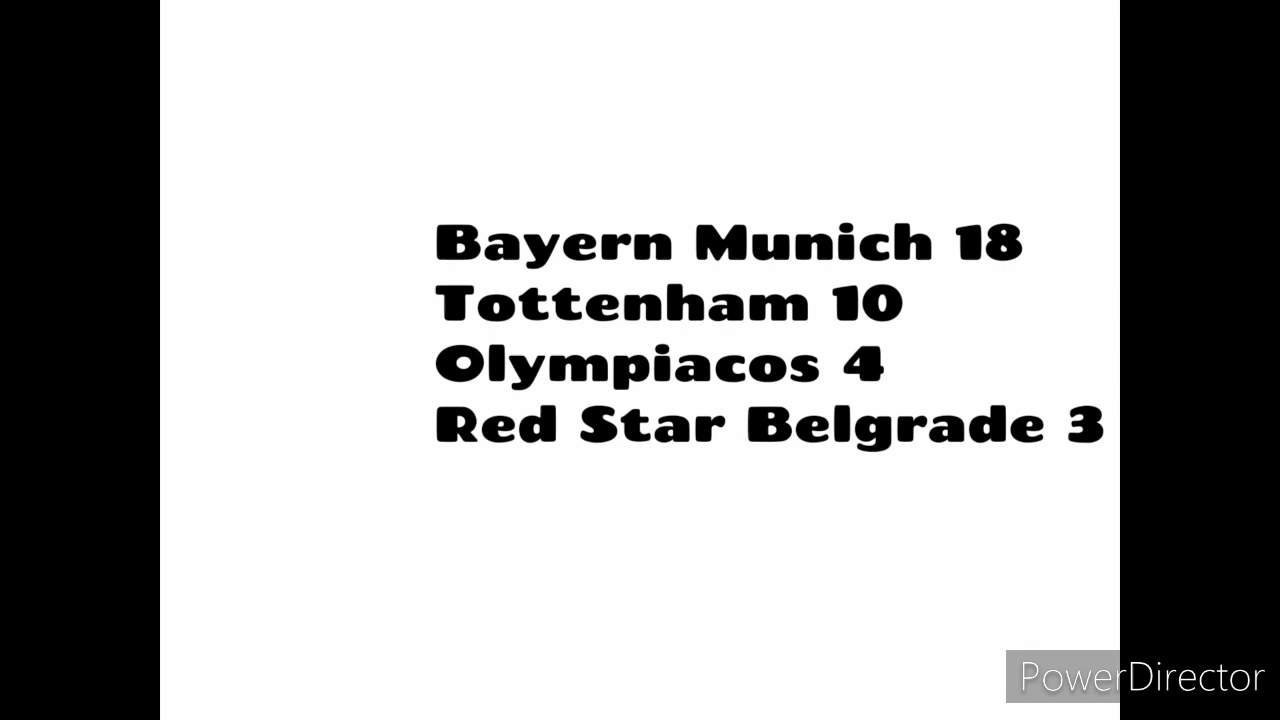 Bayern Munich 18
Tottenham 10
Olympiacos 4
Red Star Belgrade 3
PowerDirector